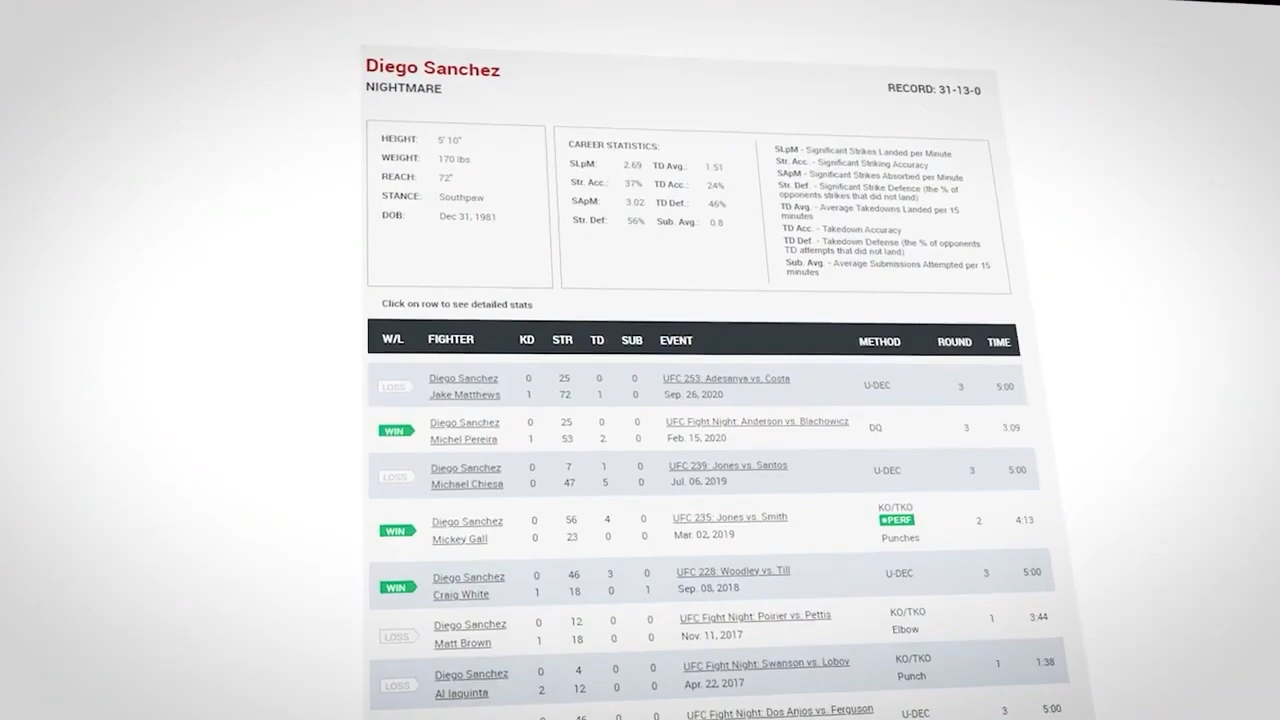 Diego Sanchez
NIGHTMARE
RECORD: 31-13-0
HEIGHT: 5' 10"
WEIGHT: 170 lbs.
REACH: 72"
STANCE: Southpaw
DOB: Dec 31, 1981
CAREER STATISTICS:
SLpM: 2.69 TD Avg.: 1.51
Str. Acc.: 37% TD Acc.: 24%
SApM: 3.02 TD Def.: 46%
Str. Def: 56% Sub. Avg.: 0.8
SLpM - Significant Strikes Landed per Minute
Str. Acc. - Significant Striking Accuracy
SApM - Significant Strikes Absorbed per Minute
Str. Def. - Significant Strike Defence (the % of
opponents strikes that did not land)
TD Avg. - Average Takedowns Landed per 15
minutes
TD Acc. - Takedown Accuracy
TD Def. - Takedown Defense (the % of opponents
TD attempts that did not land)
Sub. Avg. - Average Submissions Attempted per 15
minutes
Click on row to see detailed stats
W/L FIGHTER KD STR TD SUB EVENT METHOD ROUND TIME
LOSS Diego Sanchez 0 25 0 0 UFC 253: Adesanya vs. Costa U-DEC 3 5:00
Jake Matthews 1 72 1 0 Sep. 26, 2020
WIN Diego Sanchez 0 25 0 0 UFC Fight Night: Anderson vs. Blachowicz DQ 3 3:09
Michel Pereira 1 53 2 0 Feb. 15, 2020
LOSS Diego Sanchez 0 7 1 0 UFC 239: Jones vs. Santos U-DEC 3 5:00
Michael Chiesa 0 47 5 0 Jul. 06, 2019
WIN Diego Sanchez 0 56 4 0 UFC 235: Jones vs. Smith KO/TKO PERF 2 4:13
Mickey Gall 0 23 0 0 Mar. 02, 2019 Punches
WIN Diego Sanchez 0 46 3 0 UFC 228: Woodley vs. Till U-DEC 3 5:00
Craig White 1 18 0 1 Sep. 08, 2018
LOSS Diego Sanchez 0 12 0 0 UFC Fight Night: Poirier vs. Pettis KO/TKO 1 3:44
Matt Brown 1 18 0 0 Nov. 11, 2017 Elbow
LOSS Diego Sanchez 0 4 0 0 UFC Fight Night: Swanson vs. Lobov KO/TKO 1 1:38
Al Iaquinta 2 12 0 0 Apr. 22, 2017 Punch
0 46 0 0 UFC Fight Night: Dos Anjos vs. Ferguson U-DEC 3 5:00